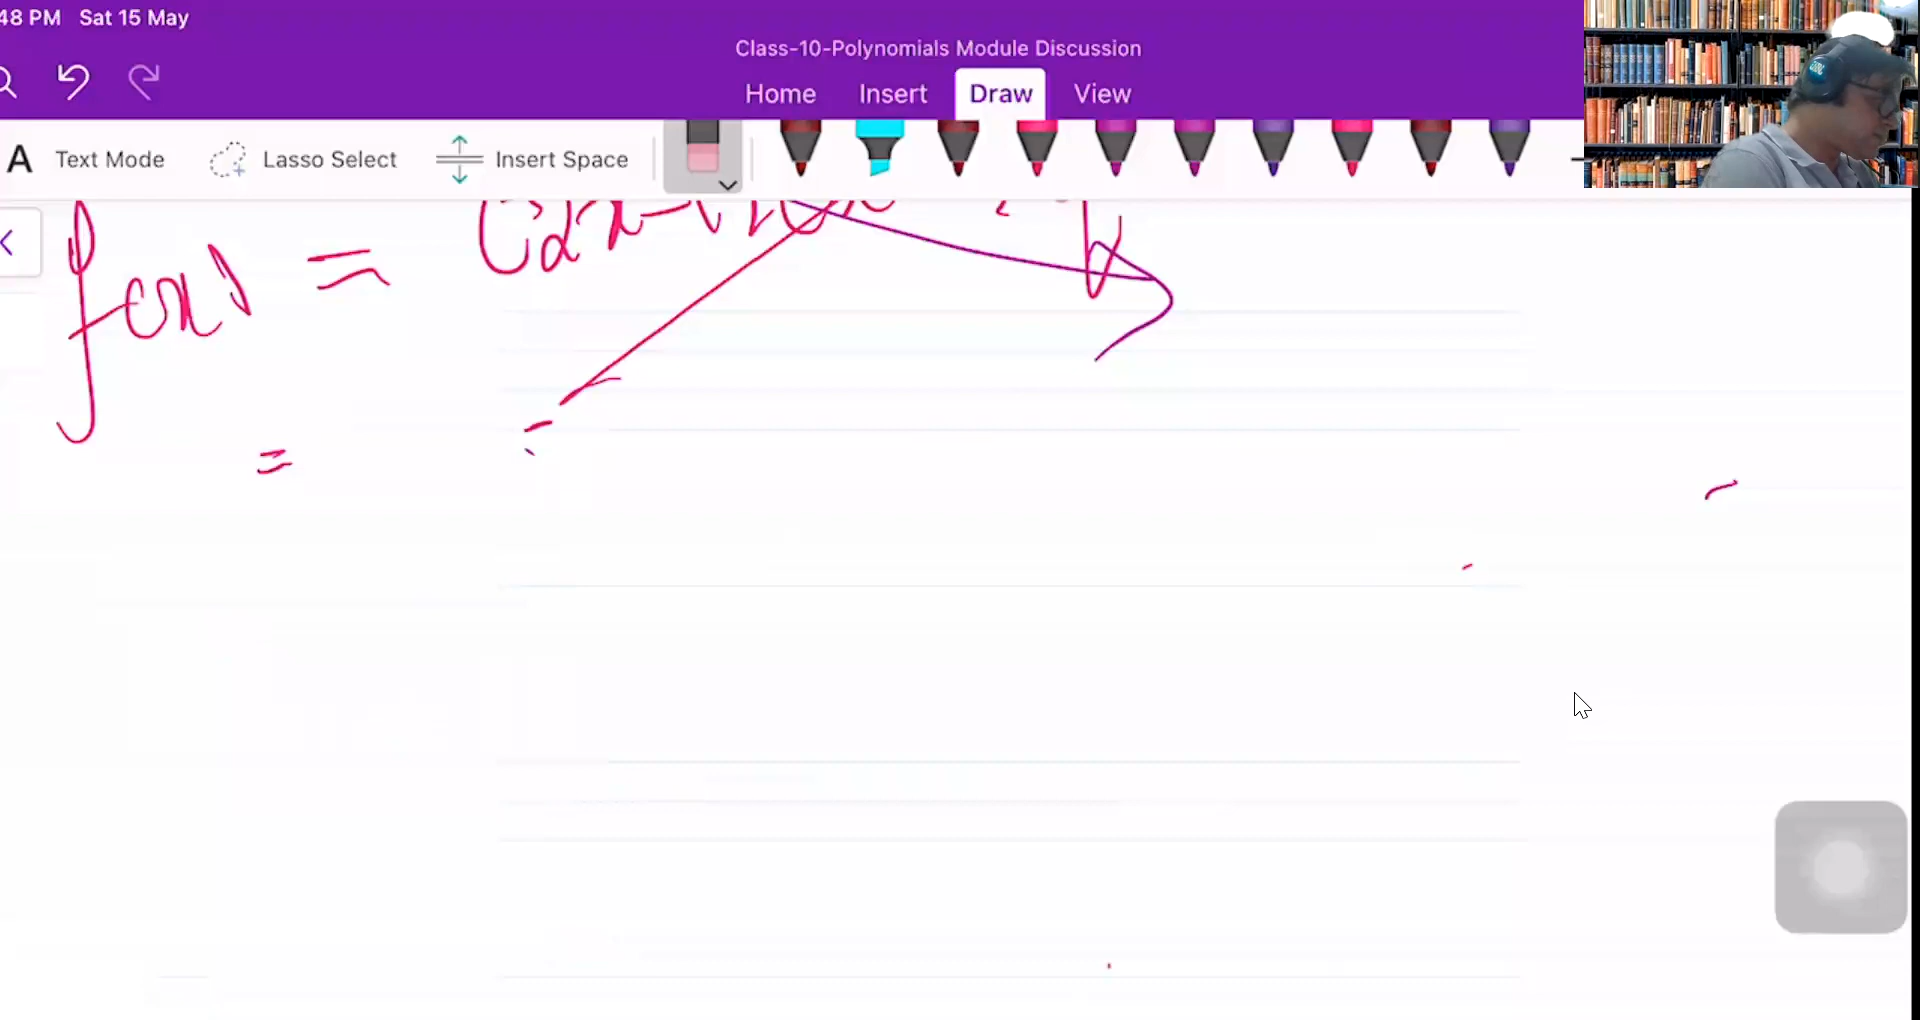 48 PM Sat 15 May
Class-10-Polynomials Module Discussion
Home Insert Draw View
A Text Mode Lasso Select Insert Space
f(x) =
=